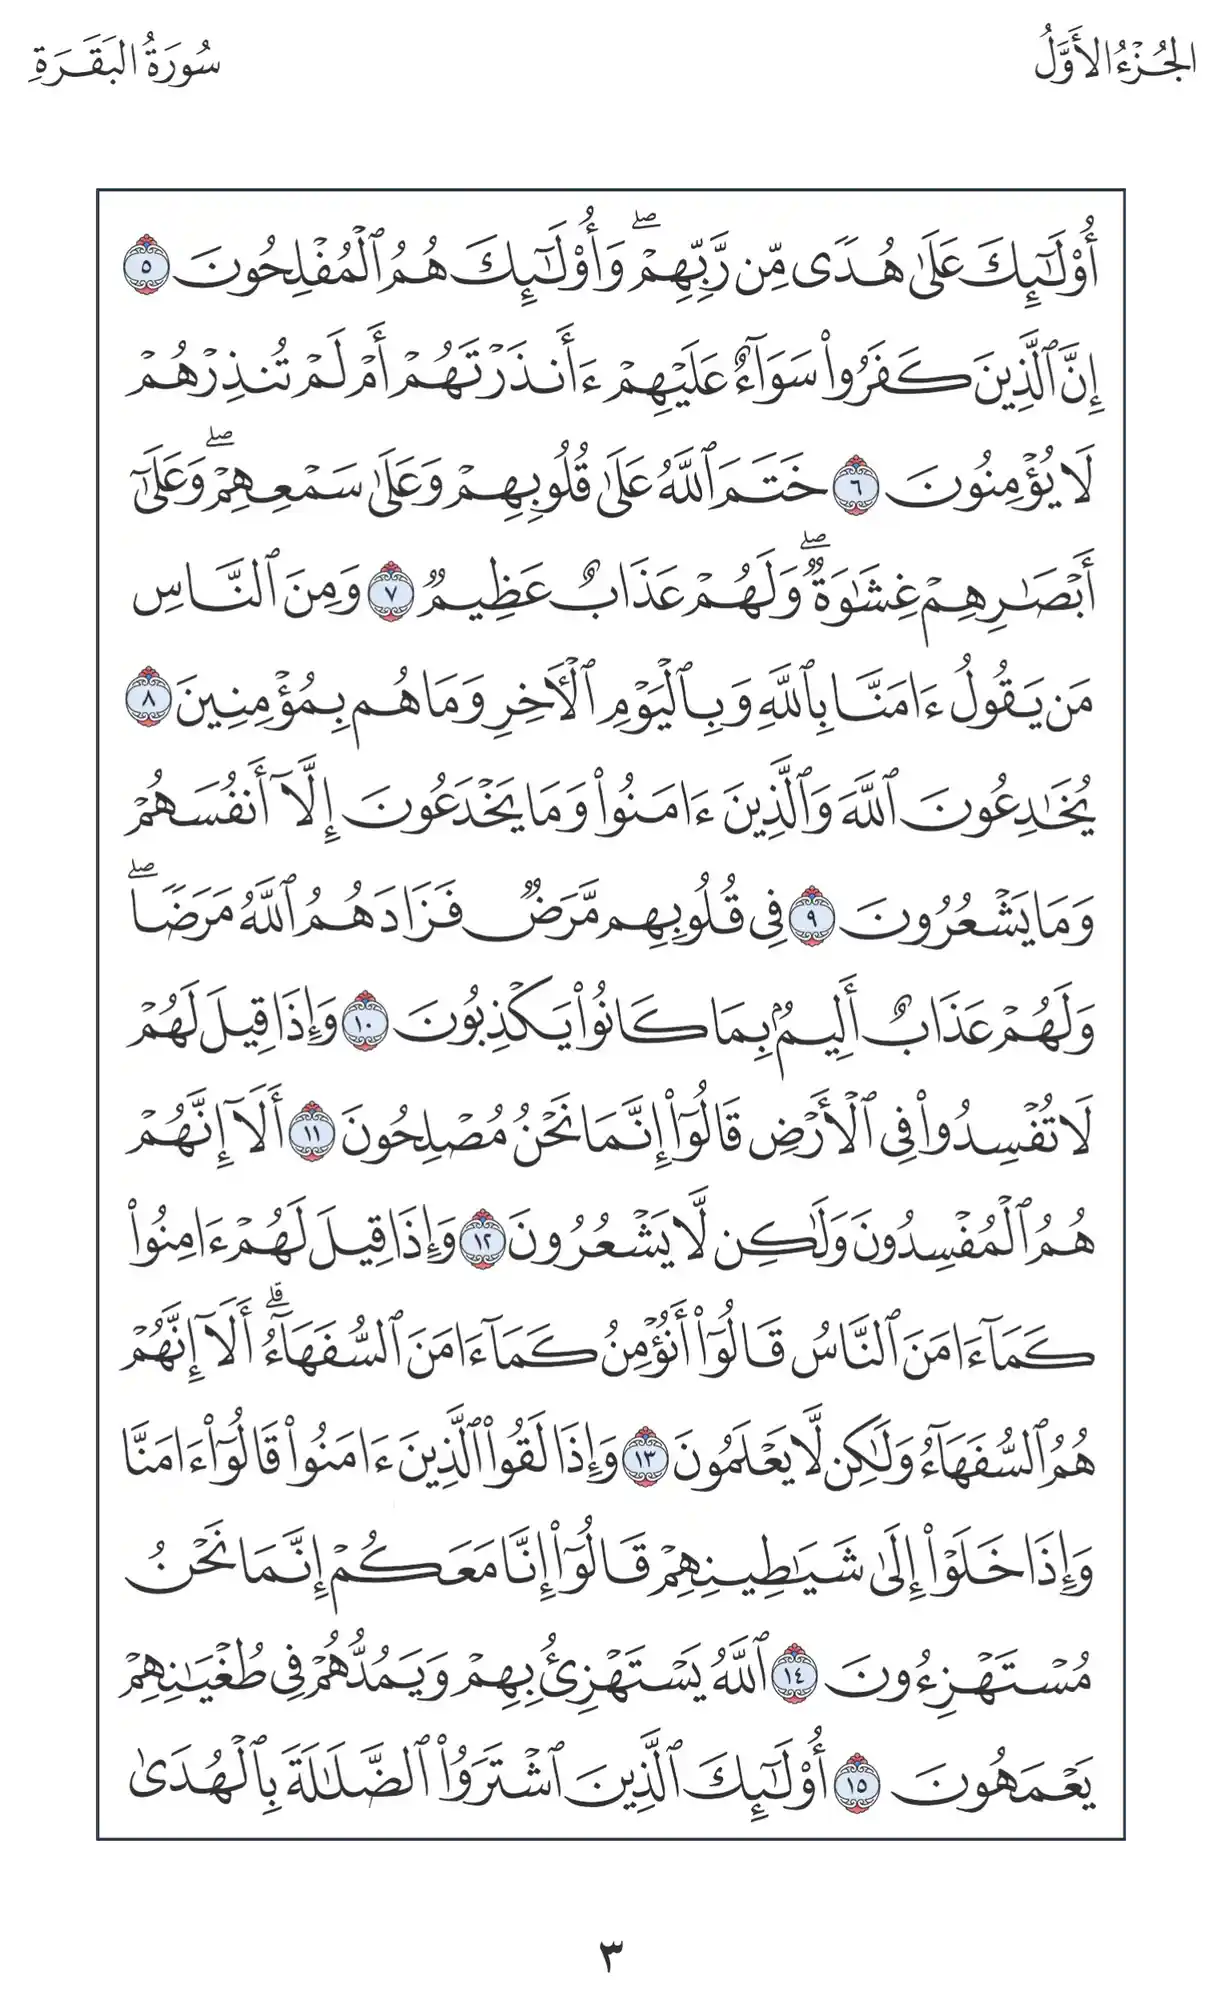 الجُزْءُ الأَوَّلُ
سُورَةُ البَقَرَةِ
أُو۟لَـٰٓئِكَ عَلَىٰ هُدًى مِّن رَّبِّهِمْ ۖ وَأُو۟لَـٰٓئِكَ هُمُ ٱلْمُفْلِحُونَ ٥
إِنَّ ٱلَّذِينَ كَفَرُوا۟ سَوَآءٌ عَلَيْهِمْ ءَأَنذَرْتَهُمْ أَمْ لَمْ تُنذِرْهُمْ
لَا يُؤْمِنُونَ ٦ خَتَمَ ٱللَّهُ عَلَىٰ قُلُوبِهِمْ وَعَلَىٰ سَمْعِهِمْ ۖ وَعَلَىٰٓ
أَبْصَـٰرِهِمْ غِشَـٰوَةٌ ۖ وَلَهُمْ عَذَابٌ عَظِيمٌ ٧ وَمِنَ ٱلنَّاسِ
مَن يَقُولُ ءَامَنَّا بِٱللَّهِ وَبِٱلْيَوْمِ ٱلْأَخِرِ وَمَا هُم بِمُؤْمِنِينَ ٨
يُخَـٰدِعُونَ ٱللَّهَ وَٱلَّذِينَ ءَامَنُوا۟ وَمَا يَخْدَعُونَ إِلَّآ أَنفُسَهُمْ
وَمَا يَشْعُرُونَ ٩ فِى قُلُوبِهِم مَّرَضٌ فَزَادَهُمُ ٱللَّهُ مَرَضًا ۖ
وَلَهُمْ عَذَابٌ أَلِيمٌۢ بِمَا كَانُوا۟ يَكْذِبُونَ ١٠ وَإِذَا قِيلَ لَهُمْ
لَا تُفْسِدُوا۟ فِى ٱلْأَرْضِ قَالُوٓا۟ إِنَّمَا نَحْنُ مُصْلِحُونَ ١١ أَلَآ إِنَّهُمْ
هُمُ ٱلْمُفْسِدُونَ وَلَـٰكِن لَّا يَشْعُرُونَ ١٢ وَإِذَا قِيلَ لَهُمْ ءَامِنُوا۟
كَمَآ ءَامَنَ ٱلنَّاسُ قَالُوٓا۟ أَنُؤْمِنُ كَمَآ ءَامَنَ ٱلسُّفَهَآءُ ۗ أَلَآ إِنَّهُمْ
هُمُ ٱلسُّفَهَآءُ وَلَـٰكِن لَّا يَعْلَمُونَ ١٣ وَإِذَا لَقُوا۟ ٱلَّذِينَ ءَامَنُوا۟ قَالُوٓا۟ ءَامَنَّا
وَإِذَا خَلَوْا۟ إِلَىٰ شَيَـٰطِينِهِمْ قَالُوٓا۟ إِنَّا مَعَكُمْ إِنَّمَا نَحْنُ
مُسْتَهْزِءُونَ ١٤ ٱللَّهُ يَسْتَهْزِئُ بِهِمْ وَيَمُدُّهُمْ فِى طُغْيَـٰنِهِمْ
يَعْمَهُونَ ١٥ أُو۟لَـٰٓئِكَ ٱلَّذِينَ ٱشْتَرَوُا۟ ٱلضَّلَـٰلَةَ بِٱلْهُدَىٰ
٣